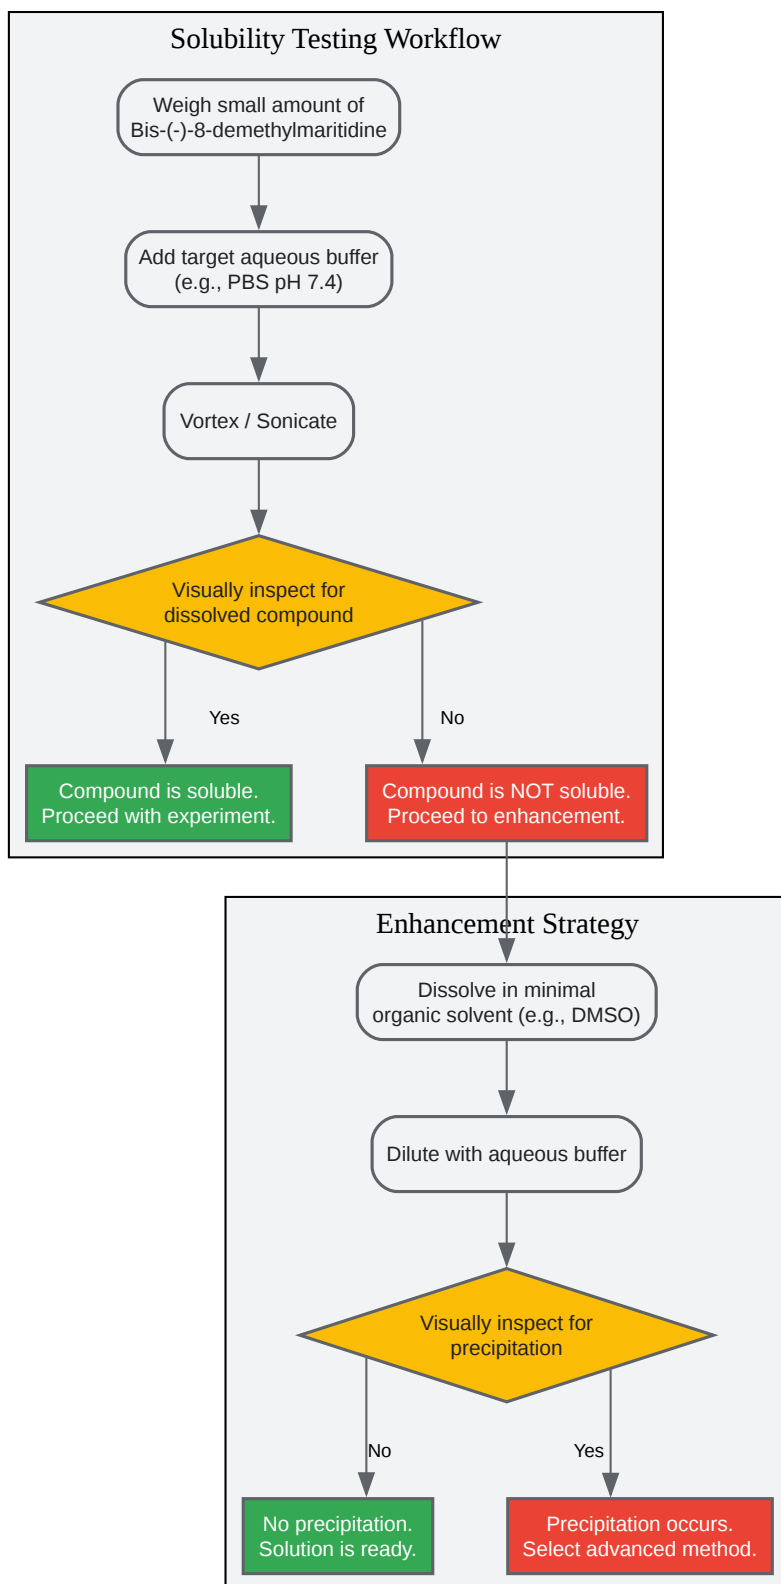 Solubility Testing Workflow
Weigh small amount of
Bis-(-)-8-demethylmaritidine
Add target aqueous buffer
(e.g., PBS pH 7.4)
Vortex / Sonicate
Visually inspect for
dissolved compound
Yes
No
Compound is soluble.
Proceed with experiment.
Compound is NOT soluble.
Proceed to enhancement.
Enhancement Strategy
Dissolve in minimal
organic solvent (e.g., DMSO)
Dilute with aqueous buffer
Visually inspect for
precipitation
No
Yes
No precipitation.
Solution is ready.
Precipitation occurs.
Select advanced method.